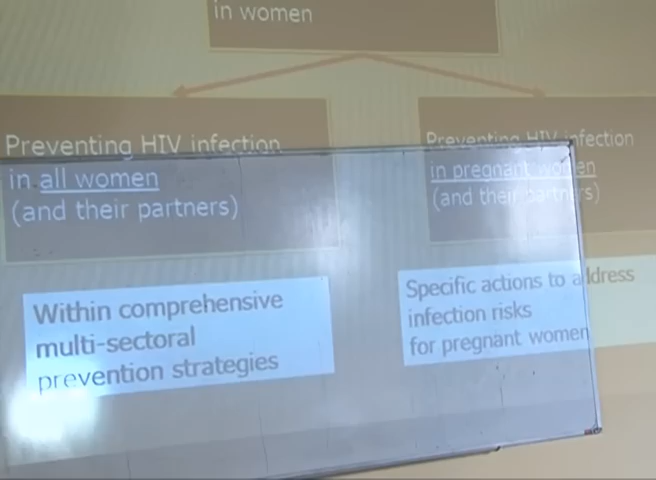 in women
Preventing HIV infection
in all women
(and their partners)
Preventing HIV infection
in pregnant women
(and their partners)
Within comprehensive
multi-sectoral
prevention strategies
Specific actions to address
infection risks
for pregnant women